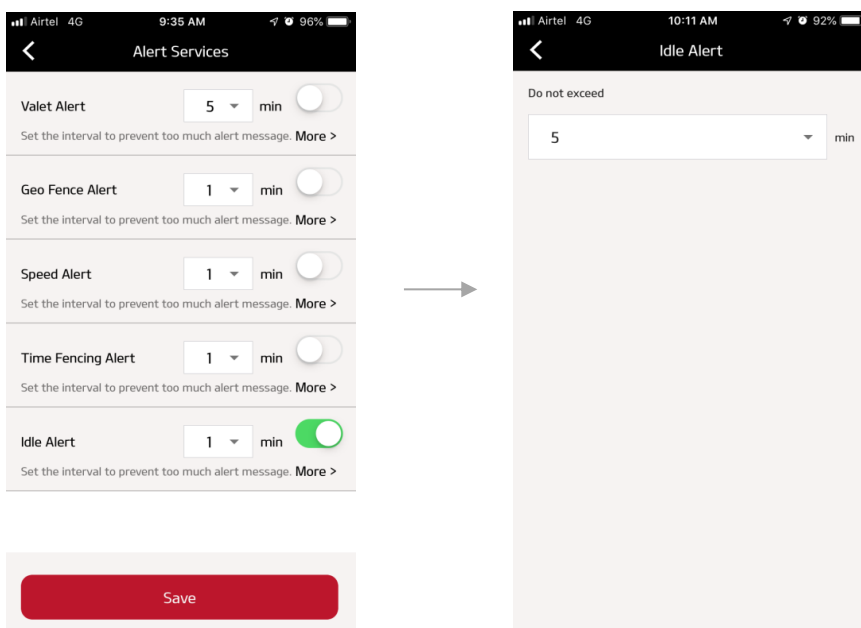 Airtel 4G 9:35 AM 96%
Alert Services
Valet Alert 5 min
Set the interval to prevent too much alert message. More >
Geo Fence Alert 1 min
Set the interval to prevent too much alert message. More >
Speed Alert 1 min
Set the interval to prevent too much alert message. More >
Time Fencing Alert 1 min
Set the interval to prevent too much alert message. More >
Idle Alert 1 min
Set the interval to prevent too much alert message. More >
Save
Airtel 4G 10:11 AM 92%
Idle Alert
Do not exceed
5 min